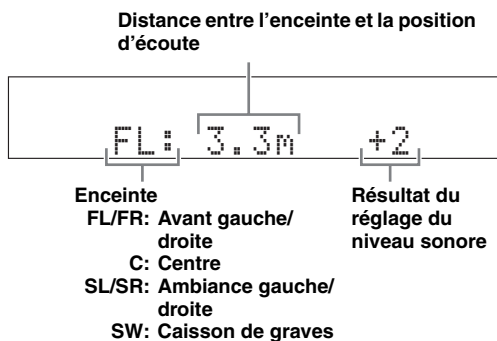 Distance entre l'enceinte et la position
d'écoute
FL: 3.3m +2
Enceinte
FL/FR: Avant gauche/
droite
C: Centre
SL/SR: Ambiance gauche/
droite
SW: Caisson de graves
Résultat du
réglage du
niveau sonore